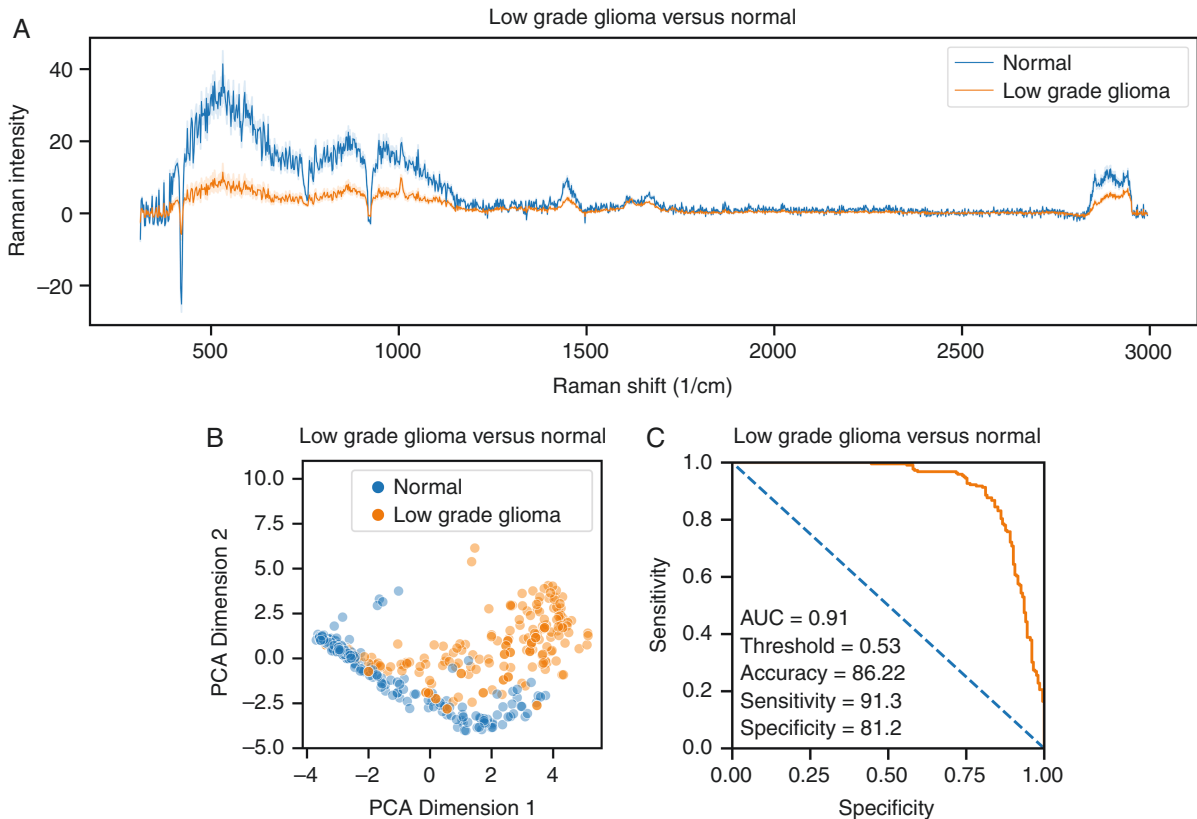 A
Low grade glioma versus normal
Raman intensity
40
20
0
−20
Normal
Low grade glioma
500
1000
1500
2000
2500
3000
Raman shift (1/cm)
B
Low grade glioma versus normal
PCA Dimension 2
10.0
7.5
5.0
2.5
0.0
−2.5
−5.0
Normal
Low grade glioma
−4
−2
0
2
4
PCA Dimension 1
C
Low grade glioma versus normal
Sensitivity
1.0
0.8
0.6
0.4
0.2
0.0
AUC = 0.91
Threshold = 0.53
Accuracy = 86.22
Sensitivity = 91.3
Specificity = 81.2
0.00
0.25
0.50
0.75
1.00
Specificity